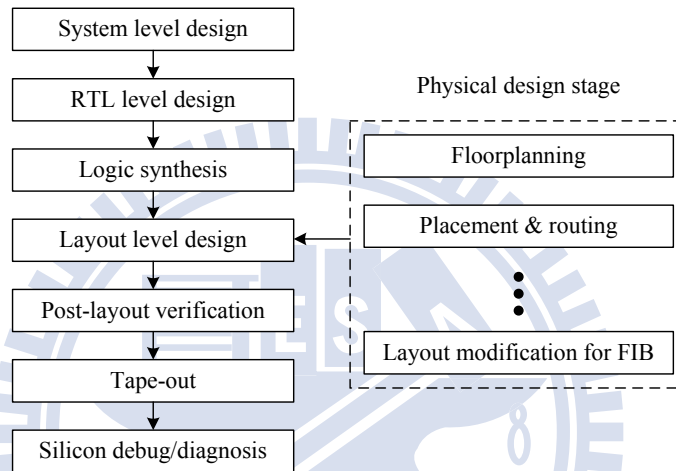 System level design
RTL level design
Logic synthesis
Layout level design
Post-layout verification
Tape-out
Silicon debug/diagnosis
Physical design stage
Floorplanning
Placement & routing
Layout modification for FIB
E S A
8